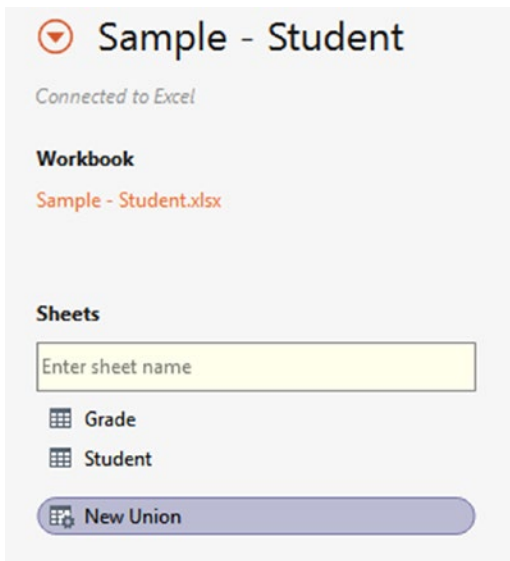 Sample - Student
Connected to Excel
Workbook
Sample - Student.xlsx
Sheets
Enter sheet name
Grade
Student
New Union